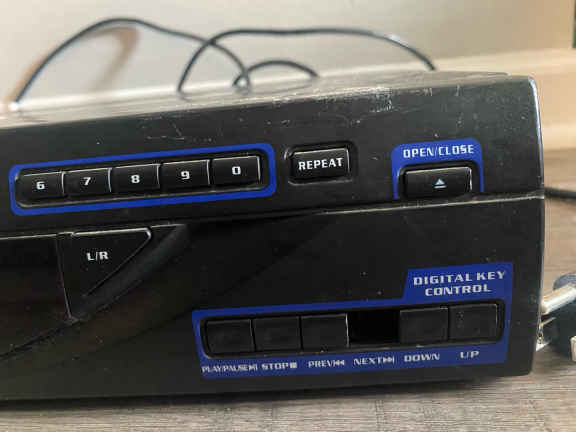 6 7 8 9 0
REPEAT
OPEN/CLOSE
L/R
DIGITAL KEY
CONTROL
PLAY/PAUSE STOP PREV NEXT DOWN UP